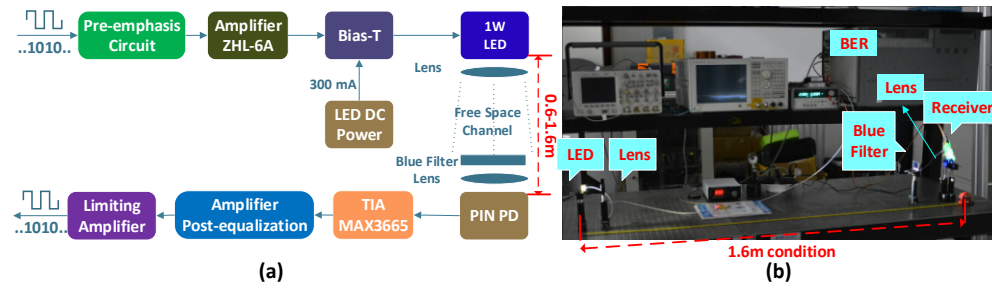 ..1010..
Pre-emphasis
Circuit
Amplifier
ZHL-6A
Bias-T
1W
LED
Lens
300 mA
LED DC
Power
Free Space
Channel
0.6-1.6m
Blue Filter
Lens
..1010..
Limiting
Amplifier
Amplifier
Post-equalization
TIA
MAX3665
PIN PD
(a)
BER
Lens
Receiver
Blue
Filter
LED
Lens
1.6m condition
(b)